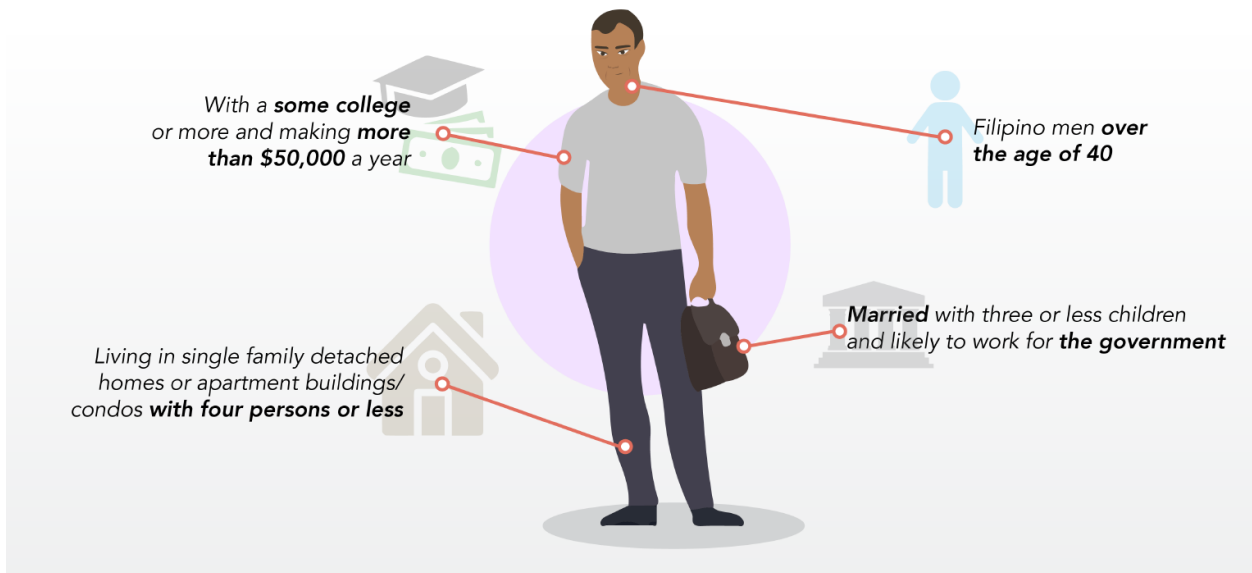 With a some college
or more and making more
than $50,000 a year
Filipino men over
the age of 40
Living in single family detached
homes or apartment buildings/
condos with four persons or less
Married with three or less children
and likely to work for the government